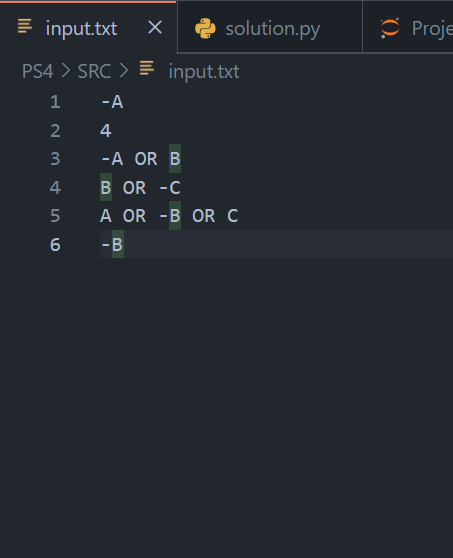 input.txt × solution.py Proje
PS4 > SRC > input.txt
1 -A
2 4
3 -A OR B
4 B OR -C
5 A OR -B OR C
6 -B